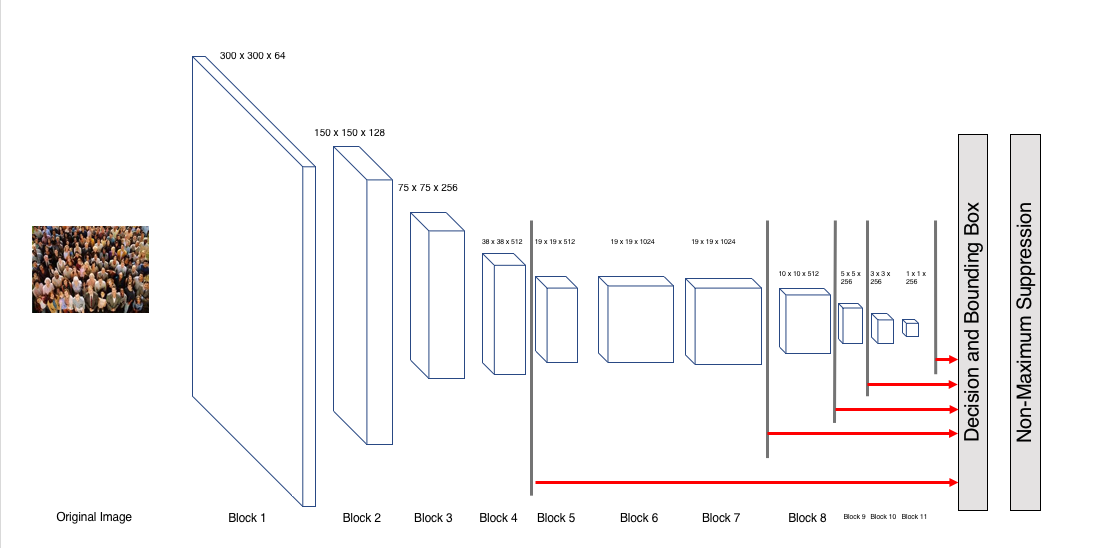 300 x 300 x 64
150 x 150 x 128
75 x 75 x 256
38 x 38 x 512
19 x 19 x 512
19 x 19 x 1024
19 x 19 x 1024
10 x 10 x 512
5 x 5 x
256
3 x 3 x
256
1 x 1 x
256
Decision and Bounding Box
Non-Maximum Suppression
Original Image
Block 1
Block 2
Block 3
Block 4
Block 5
Block 6
Block 7
Block 8
Block 9
Block 10
Block 11